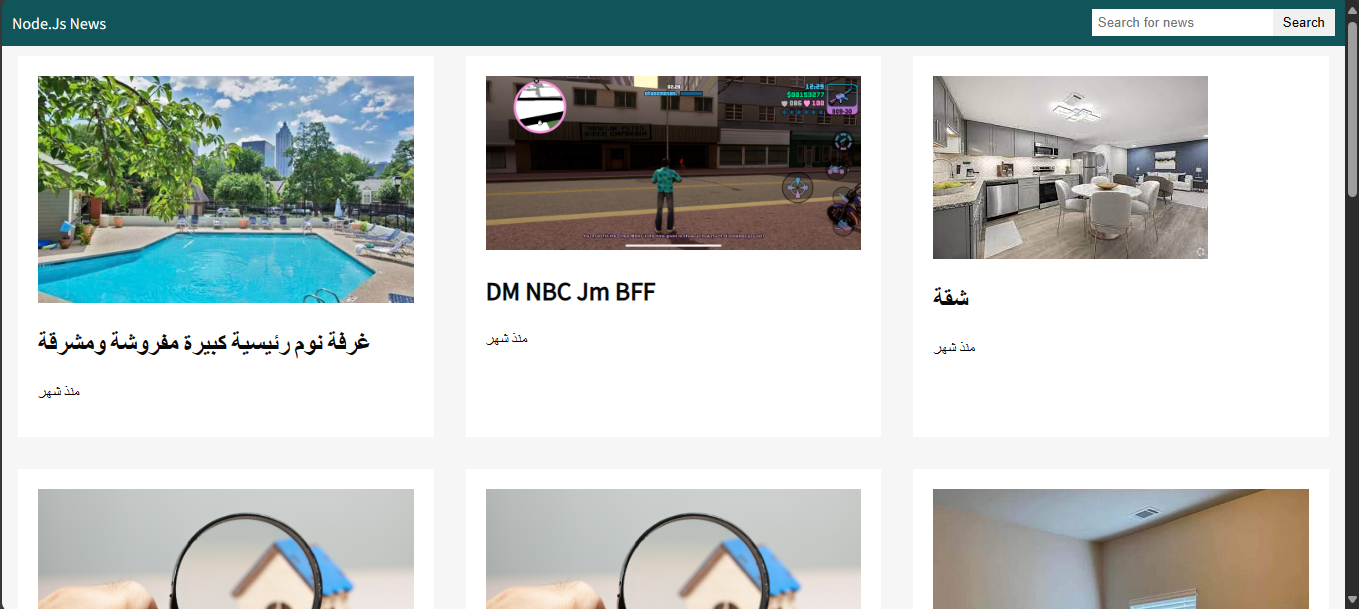 Node.Js News
Search for news
Search
غرفة نوم رئيسية كبيرة مفروشة ومشرقة
منذ شهر
DM NBC Jm BFF
منذ شهر
شقة
منذ شهر